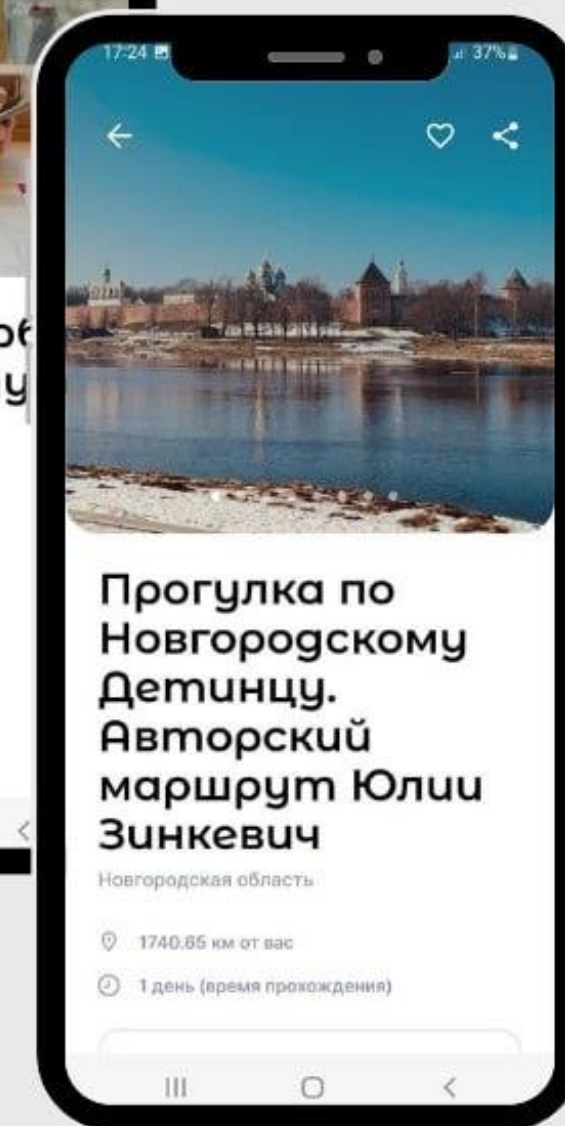 17:24
37%
Прогулка по
Новгородскому
Детинцу.
Авторский
маршрут Юлии
Зинкевич
Новгородская область
1740.65 км от вас
1 день (время прохождения)